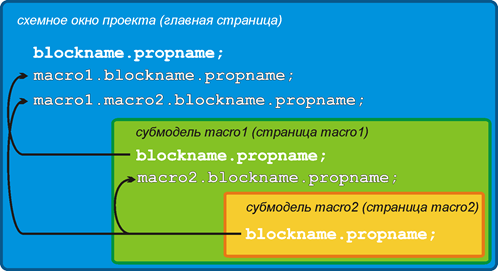 схемное окно проекта (главная страница)
blockname.propname;
macro1.blockname.propname;
macro1.macro2.blockname.propname;
субмодель macro1 (страница macro1)
blockname.propname;
macro2.blockname.propname;
субмодель macro2 (страница macro2)
blockname.propname;